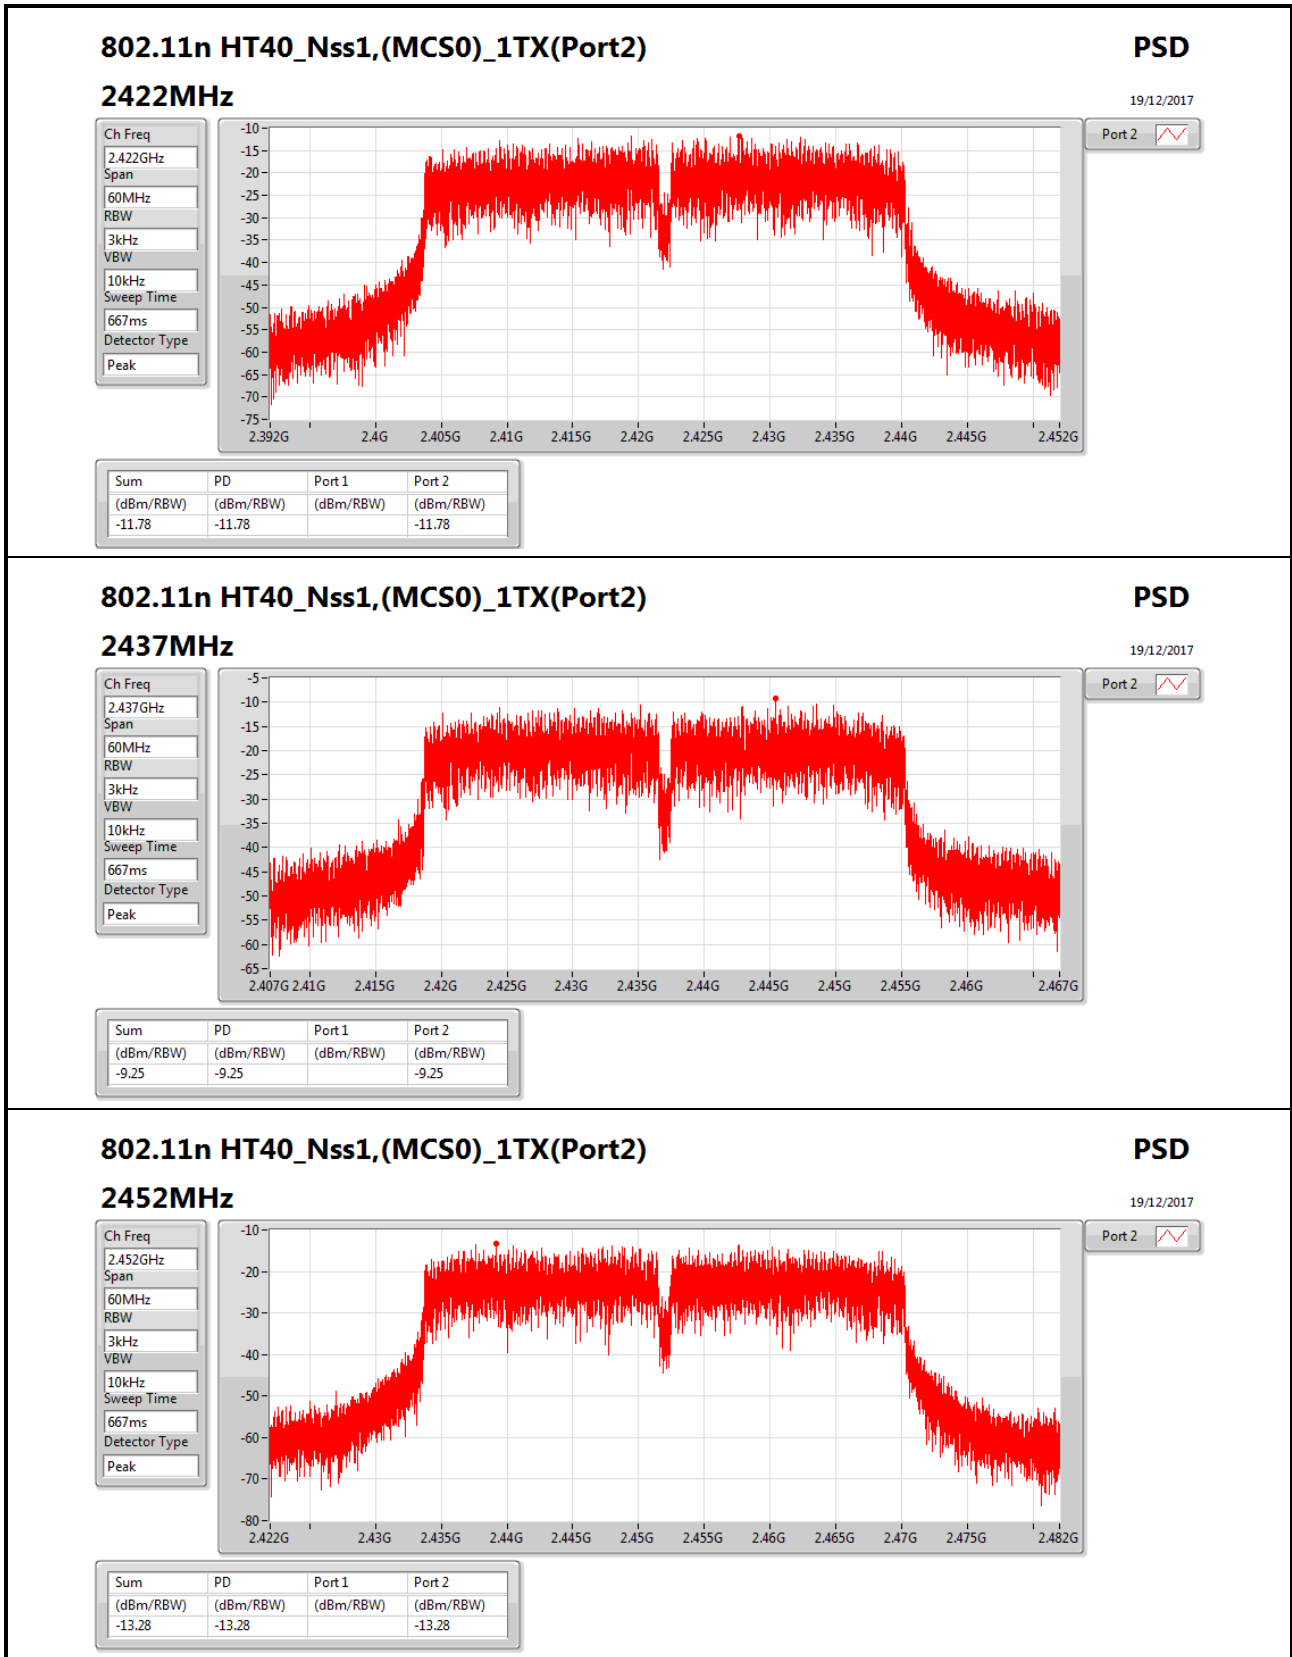 802.11n HT40_Nss1,(MCS0)_1TX(Port2) PSD
2422MHz 19/12/2017
Ch Freq
2.422GHz
Span
60MHz
RBW
3kHz
VBW
10kHz
Sweep Time
667ms
Detector Type
Peak
-10
-15
-20
-25
-30
-35
-40
-45
-50
-55
-60
-65
-70
-75
2.392G 2.4G 2.405G 2.41G 2.415G 2.42G 2.425G 2.43G 2.435G 2.44G 2.445G 2.452G
Port 2
Sum PD Port 1 Port 2
(dBm/RBW) (dBm/RBW) (dBm/RBW) (dBm/RBW)
-11.78 -11.78 -11.78
802.11n HT40_Nss1,(MCS0)_1TX(Port2) PSD
2437MHz 19/12/2017
Ch Freq
2.437GHz
Span
60MHz
RBW
3kHz
VBW
10kHz
Sweep Time
667ms
Detector Type
Peak
-5
-10
-15
-20
-25
-30
-35
-40
-45
-50
-55
-60
-65
2.407G 2.41G 2.415G 2.42G 2.425G 2.43G 2.435G 2.44G 2.445G 2.45G 2.455G 2.46G 2.467G
Port 2
Sum PD Port 1 Port 2
(dBm/RBW) (dBm/RBW) (dBm/RBW) (dBm/RBW)
-9.25 -9.25 -9.25
802.11n HT40_Nss1,(MCS0)_1TX(Port2) PSD
2452MHz 19/12/2017
Ch Freq
2.452GHz
Span
60MHz
RBW
3kHz
VBW
10kHz
Sweep Time
667ms
Detector Type
Peak
-10
-20
-30
-40
-50
-60
-70
-80
2.422G 2.43G 2.435G 2.44G 2.445G 2.45G 2.455G 2.46G 2.465G 2.47G 2.475G 2.482G
Port 2
Sum PD Port 1 Port 2
(dBm/RBW) (dBm/RBW) (dBm/RBW) (dBm/RBW)
-13.28 -13.28 -13.28